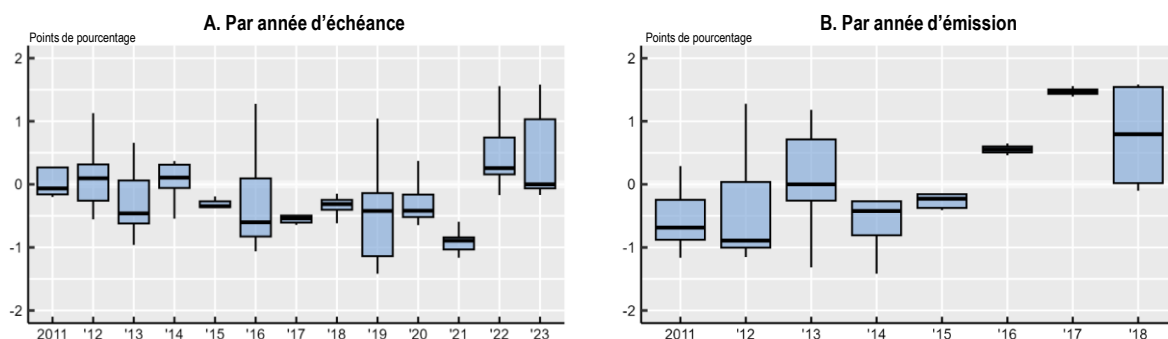 A. Par année d’échéance
Points de pourcentage
2
1
0
-1
-2
2011 '12 '13 '14 '15 '16 '17 '18 '19 '20 '21 '22 '23
B. Par année d’émission
Points de pourcentage
2
1
0
-1
-2
2011 '12 '13 '14 '15 '16 '17 '18